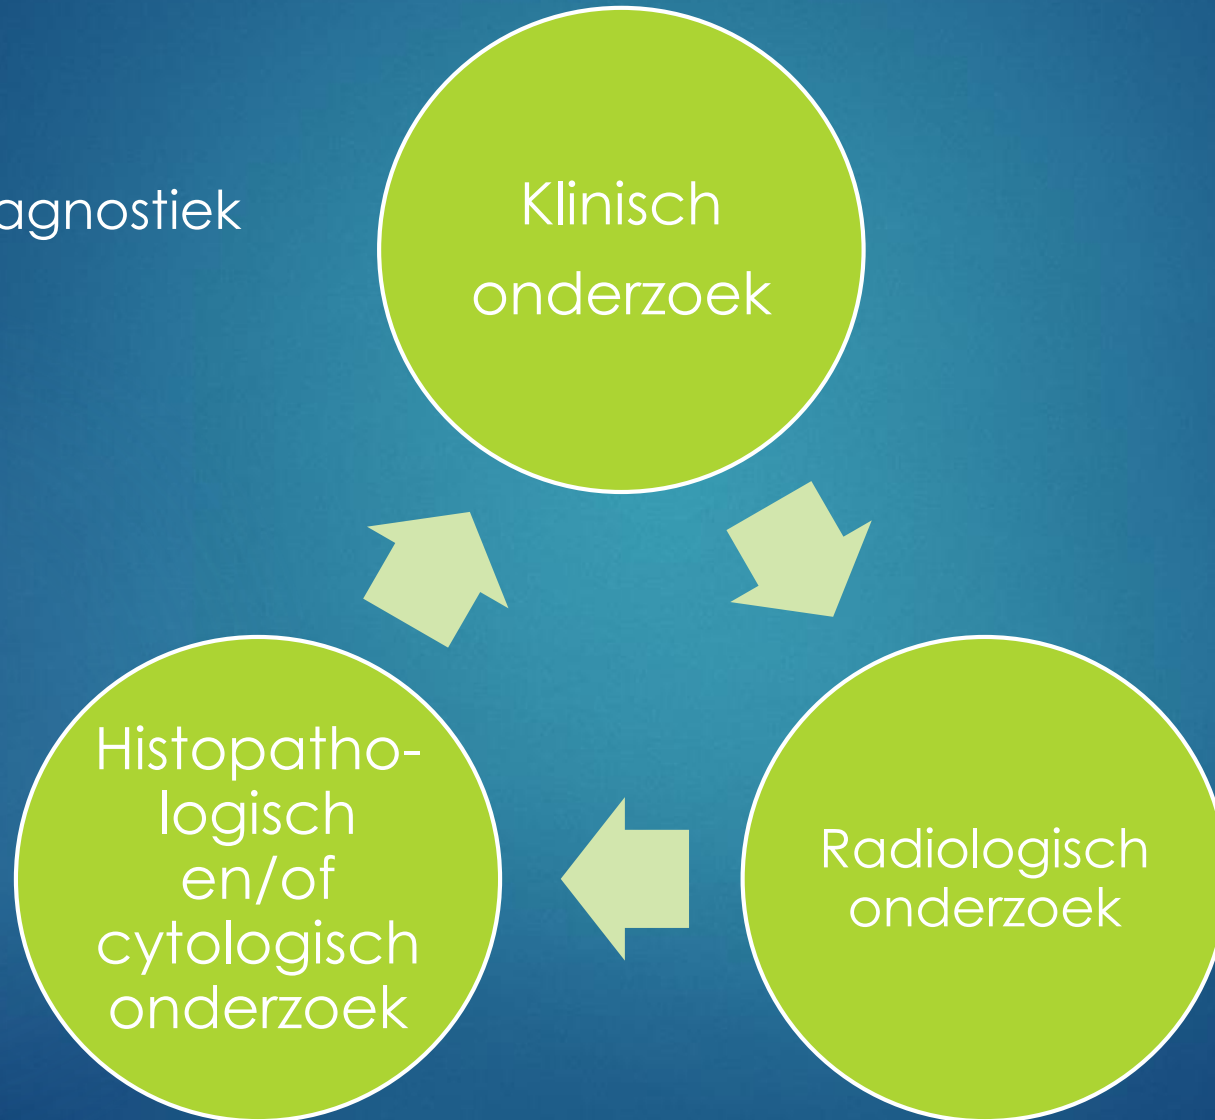 agnostiek
Klinisch
onderzoek
Histopatho-
logisch
en/of
cytologisch
onderzoek
Radiologisch
onderzoek